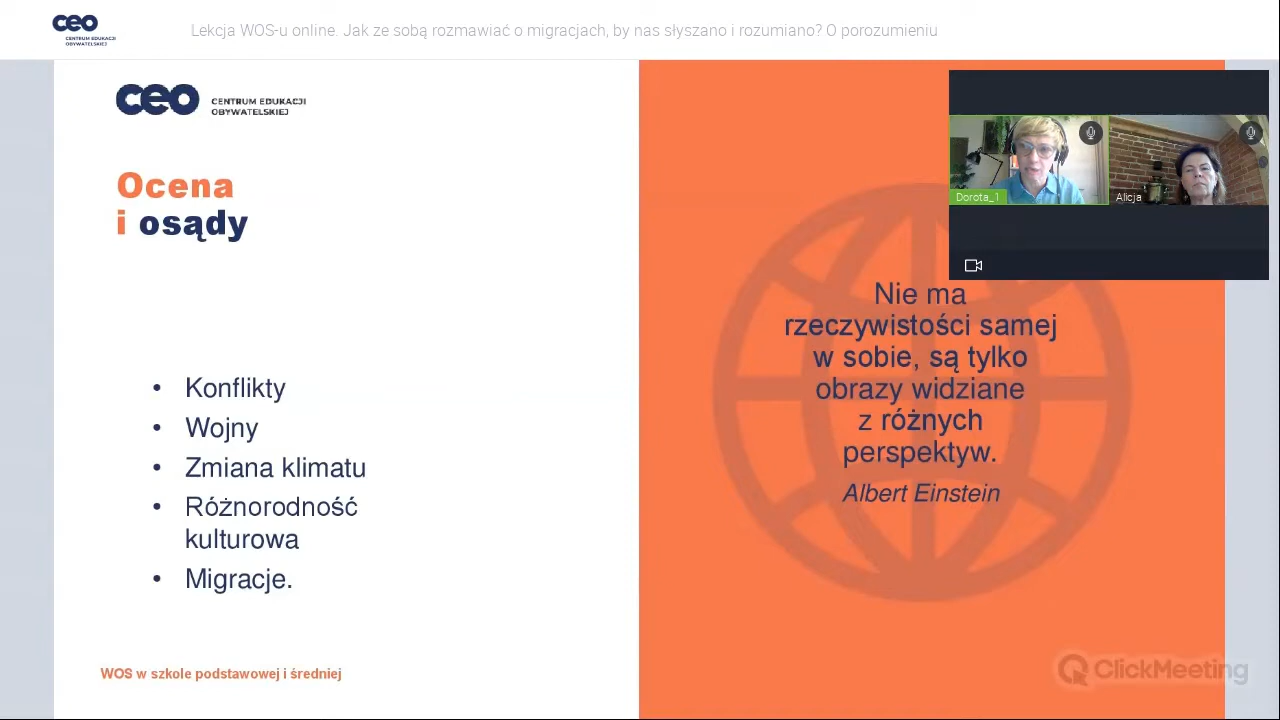 ceo
CENTRUM EDUKACJI
OBYWATELSKIEJ
Lekcja WOS-u online. Jak ze sobą rozmawiać o migracjach, by nas słyszano i rozumiano? O porozumieniu
ceo
CENTRUM EDUKACJI
OBYWATELSKIEJ
Ocena
i osądy
• Konflikty
• Wojny
• Zmiana klimatu
• Różnorodność
kulturowa
• Migracje.
WOS w szkole podstawowej i średniej
Dorota_1
Alicja
Nie ma
rzeczywistości samej
w sobie, są tylko
obrazy widziane
z różnych
perspektyw.
Albert Einstein
ClickMeeting